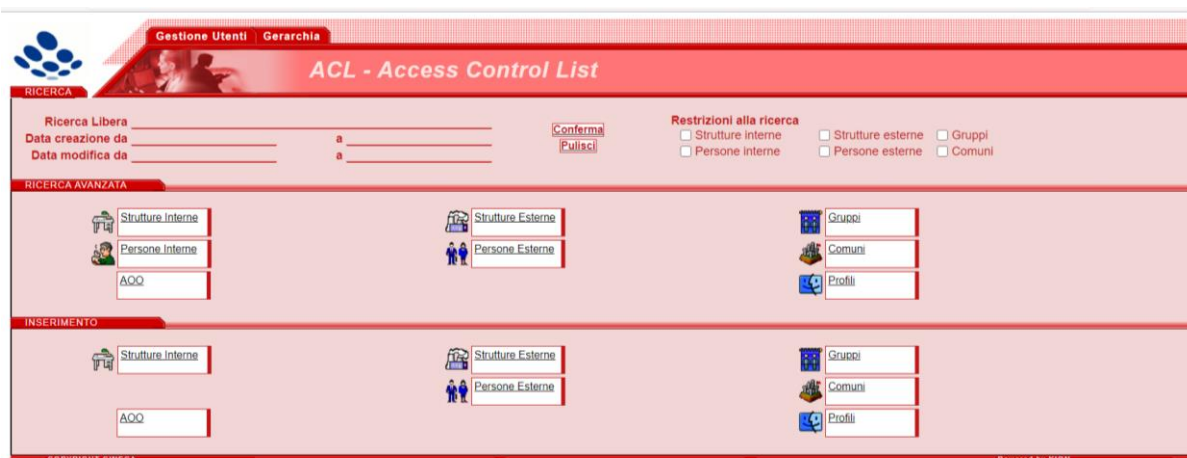 Gestione Utenti Gerarchia
ACL - Access Control List
RICERCA
Ricerca Libera
Data creazione da a
Data modifica da a
Conferma
Pulisci
Restrizioni alla ricerca
Strutture interne Strutture esterne Gruppi
Persone interne Persone esterne Comuni
RICERCA AVANZATA
Strutture Interne Strutture Esterne Gruppi
Persone Interne Persone Esterne Comuni
AOO Profili
INSERIMENTO
Strutture Interne Strutture Esterne Gruppi
Persone Esterne Comuni
AOO Profili